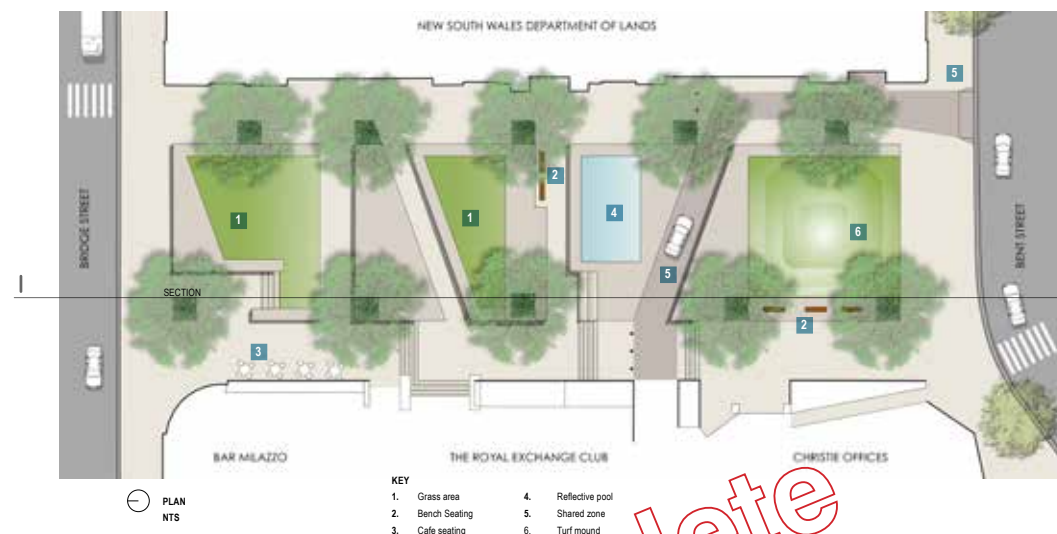 NEW SOUTH WALES DEPARTMENT OF LANDS
5
BRIDGE STREET
1
1
2
4
6
BENT STREET
5
SECTION
2
3
BAR MILAZZO
THE ROYAL EXCHANGE CLUB
CHRISTIE OFFICES
PLAN
NTS
KEY
1. Grass area
2. Bench Seating
3. Cafe seating
4. Reflective pool
5. Shared zone
6. Turf mound